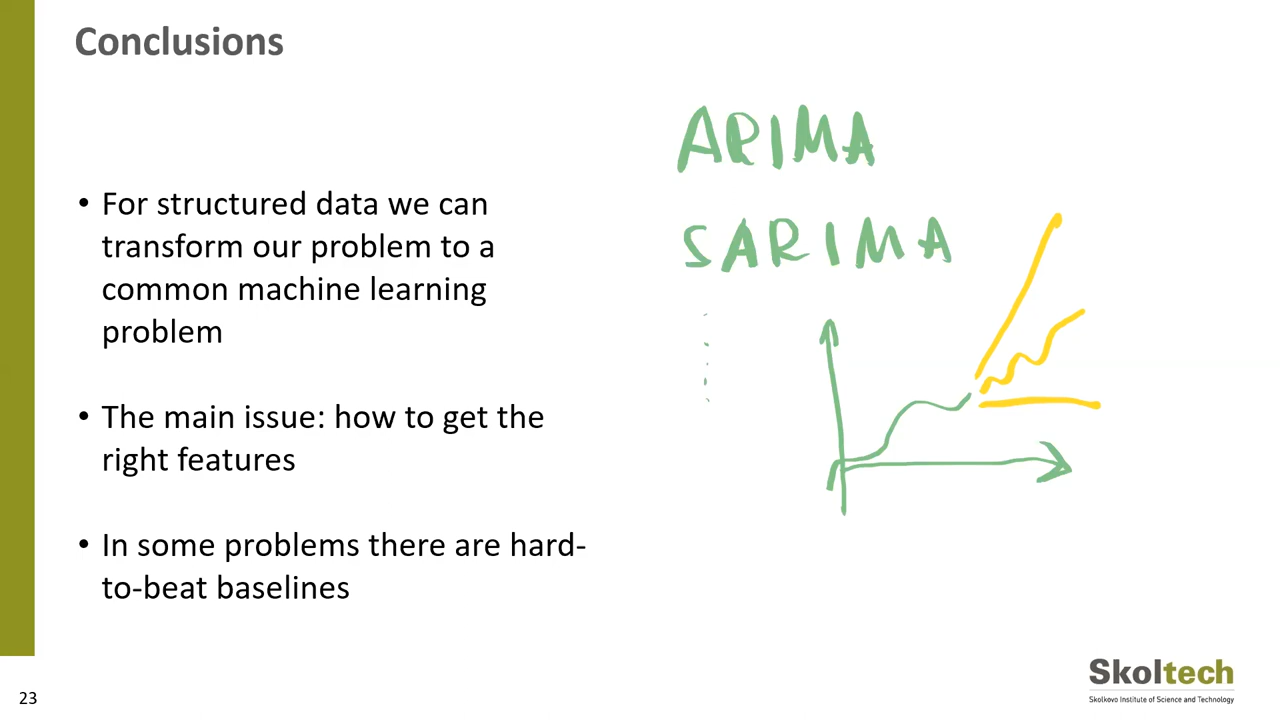 Conclusions
• For structured data we can
transform our problem to a
common machine learning
problem
• The main issue: how to get the
right features
• In some problems there are hard-
to-beat baselines
ARIMA
SARIMA
Skoltech
Skolkovo Institute of Science and Technology
23